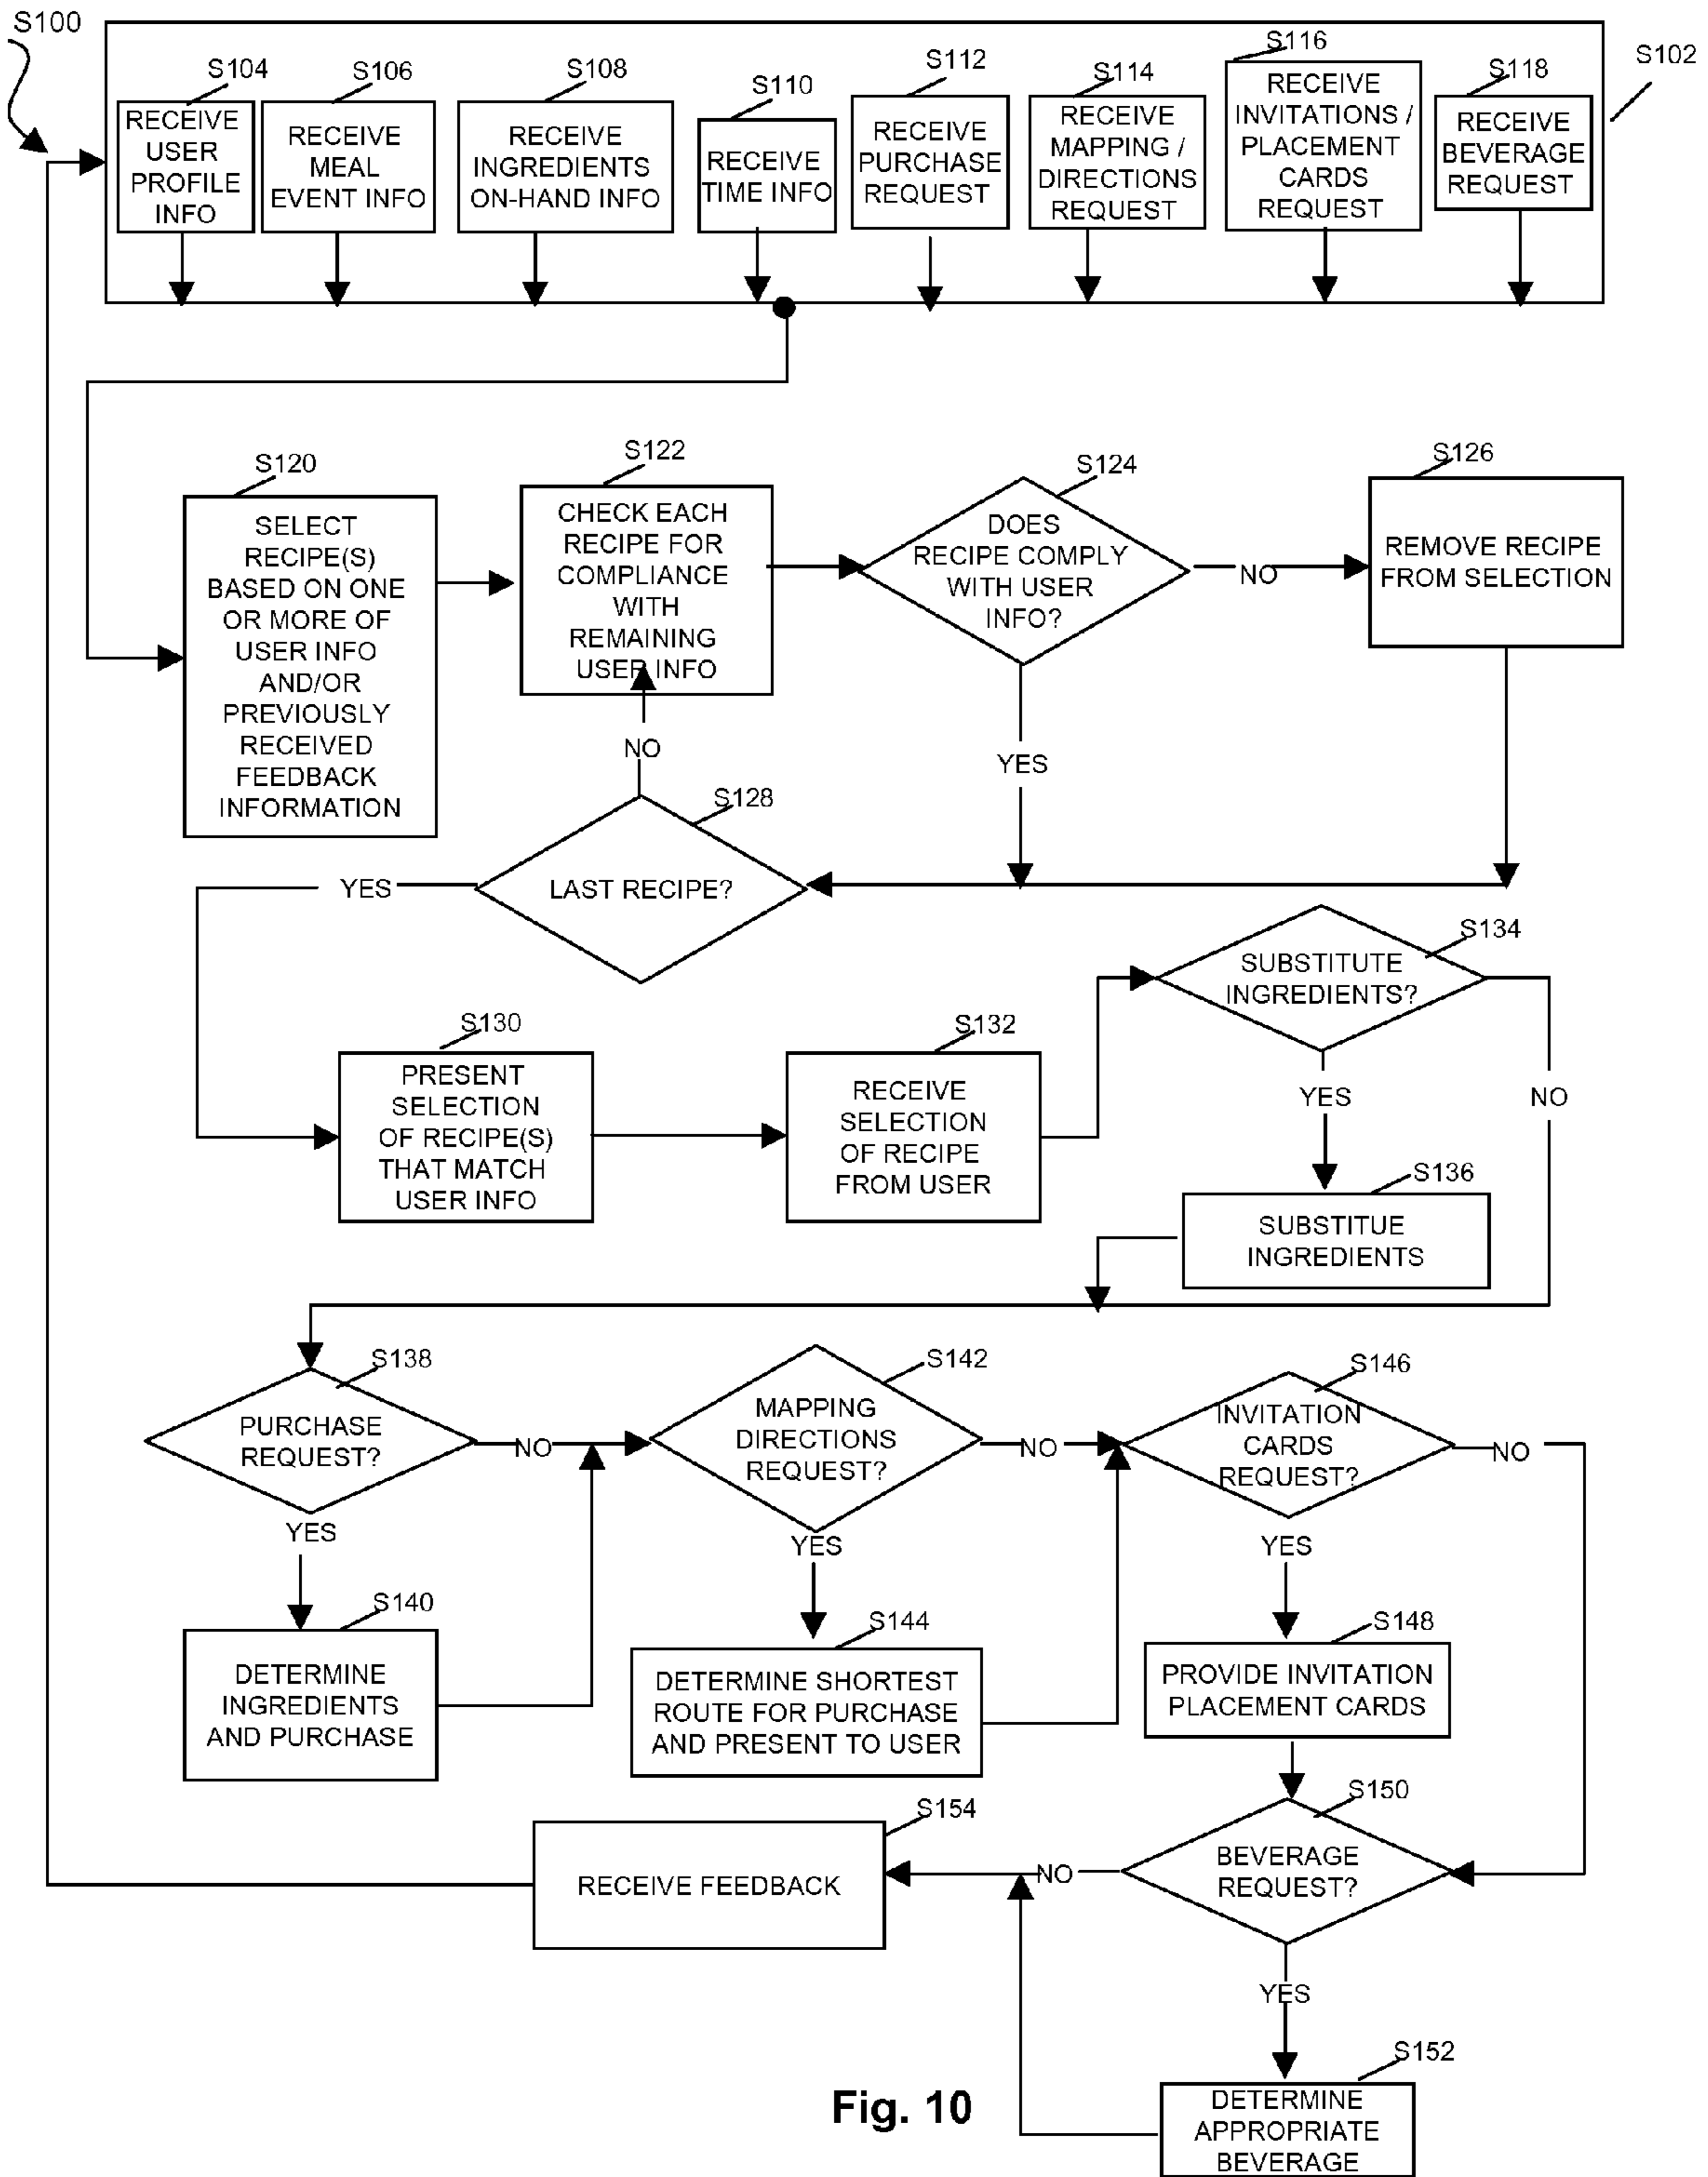 S100
S102
S104
RECEIVE
USER
PROFILE
INFO
S106
RECEIVE
MEAL
EVENT INFO
S108
RECEIVE
INGREDIENTS
ON-HAND INFO
S110
RECEIVE
TIME INFO
S112
RECEIVE
PURCHASE
REQUEST
S114
RECEIVE
MAPPING /
DIRECTIONS
REQUEST
S116
RECEIVE
INVITATIONS /
PLACEMENT
CARDS
REQUEST
S118
RECEIVE
BEVERAGE
REQUEST
S120
SELECT
RECIPE(S)
BASED ON ONE
OR MORE OF
USER INFO
AND/OR
PREVIOUSLY
RECEIVED
FEEDBACK
INFORMATION
S122
CHECK EACH
RECIPE FOR
COMPLIANCE
WITH
REMAINING
USER INFO
S124
DOES
RECIPE COMPLY
WITH USER
INFO?
NO
YES
S126
REMOVE RECIPE
FROM SELECTION
S128
LAST RECIPE?
NO
YES
S130
PRESENT
SELECTION
OF RECIPE(S)
THAT MATCH
USER INFO
S132
RECEIVE
SELECTION
OF RECIPE
FROM USER
S134
SUBSTITUTE
INGREDIENTS?
YES
NO
S136
SUBSTITUE
INGREDIENTS
S138
PURCHASE
REQUEST?
NO
YES
S140
DETERMINE
INGREDIENTS
AND PURCHASE
S142
MAPPING
DIRECTIONS
REQUEST?
NO
YES
S144
DETERMINE SHORTEST
ROUTE FOR PURCHASE
AND PRESENT TO USER
S146
INVITATION
CARDS
REQUEST?
NO
YES
S148
PROVIDE INVITATION
PLACEMENT CARDS
S150
BEVERAGE
REQUEST?
NO
YES
S152
DETERMINE
APPROPRIATE
BEVERAGE
S154
RECEIVE FEEDBACK
Fig. 10